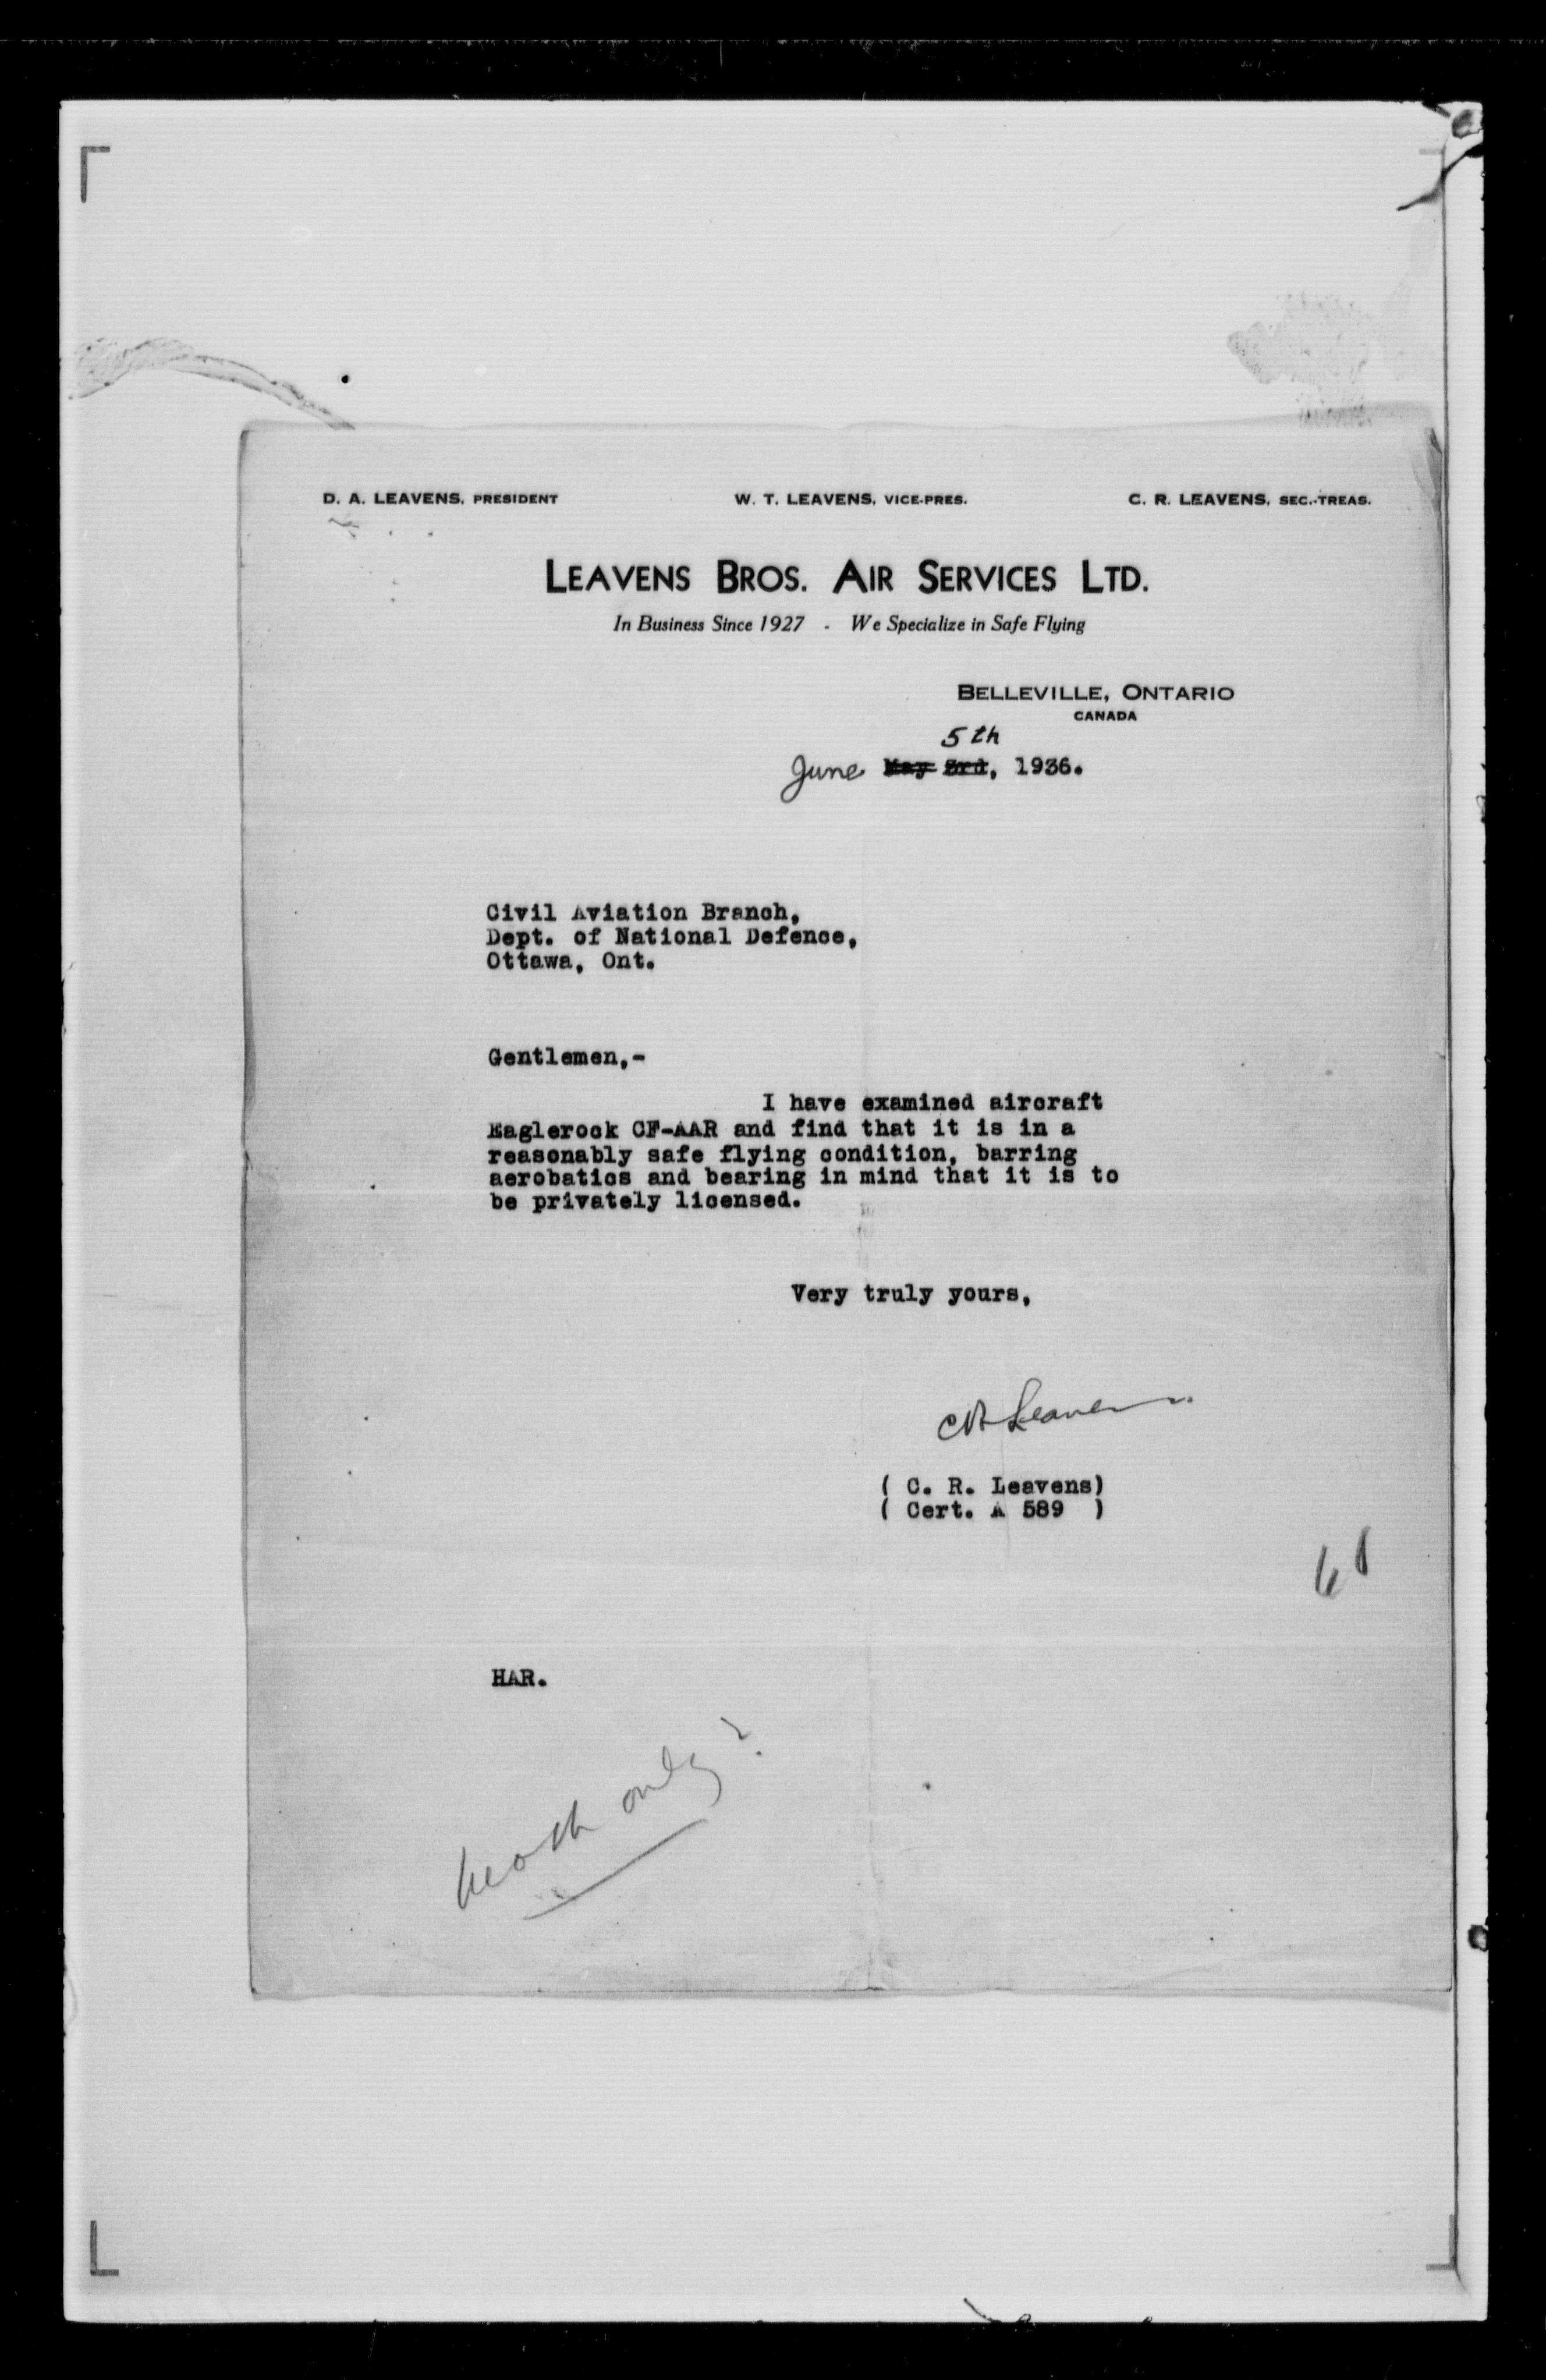 D. A. LEAVENS, PRESIDENT W. T. LEAVENS, VICE-PRES. C. R. LEAVENS, SEC.-TREAS.
LEAVENS BROS. AIR SERVICES LTD.
In Business Since 1927 - We Specialize in Safe Flying
BELLEVILLE, ONTARIO
CANADA
5th
June May 3rd, 1936.
Civil Aviation Branch,
Dept. of National Defence,
Ottawa, Ont.
Gentlemen,-
I have examined aircraft
Eaglerock CF-AAR and find that it is in a
reasonably safe flying condition, barring
aerobatics and bearing in mind that it is to
be privately licensed.
Very truly yours,
CR Leavens
( C. R. Leavens)
( Cert. A 589 )
HAR.
only?